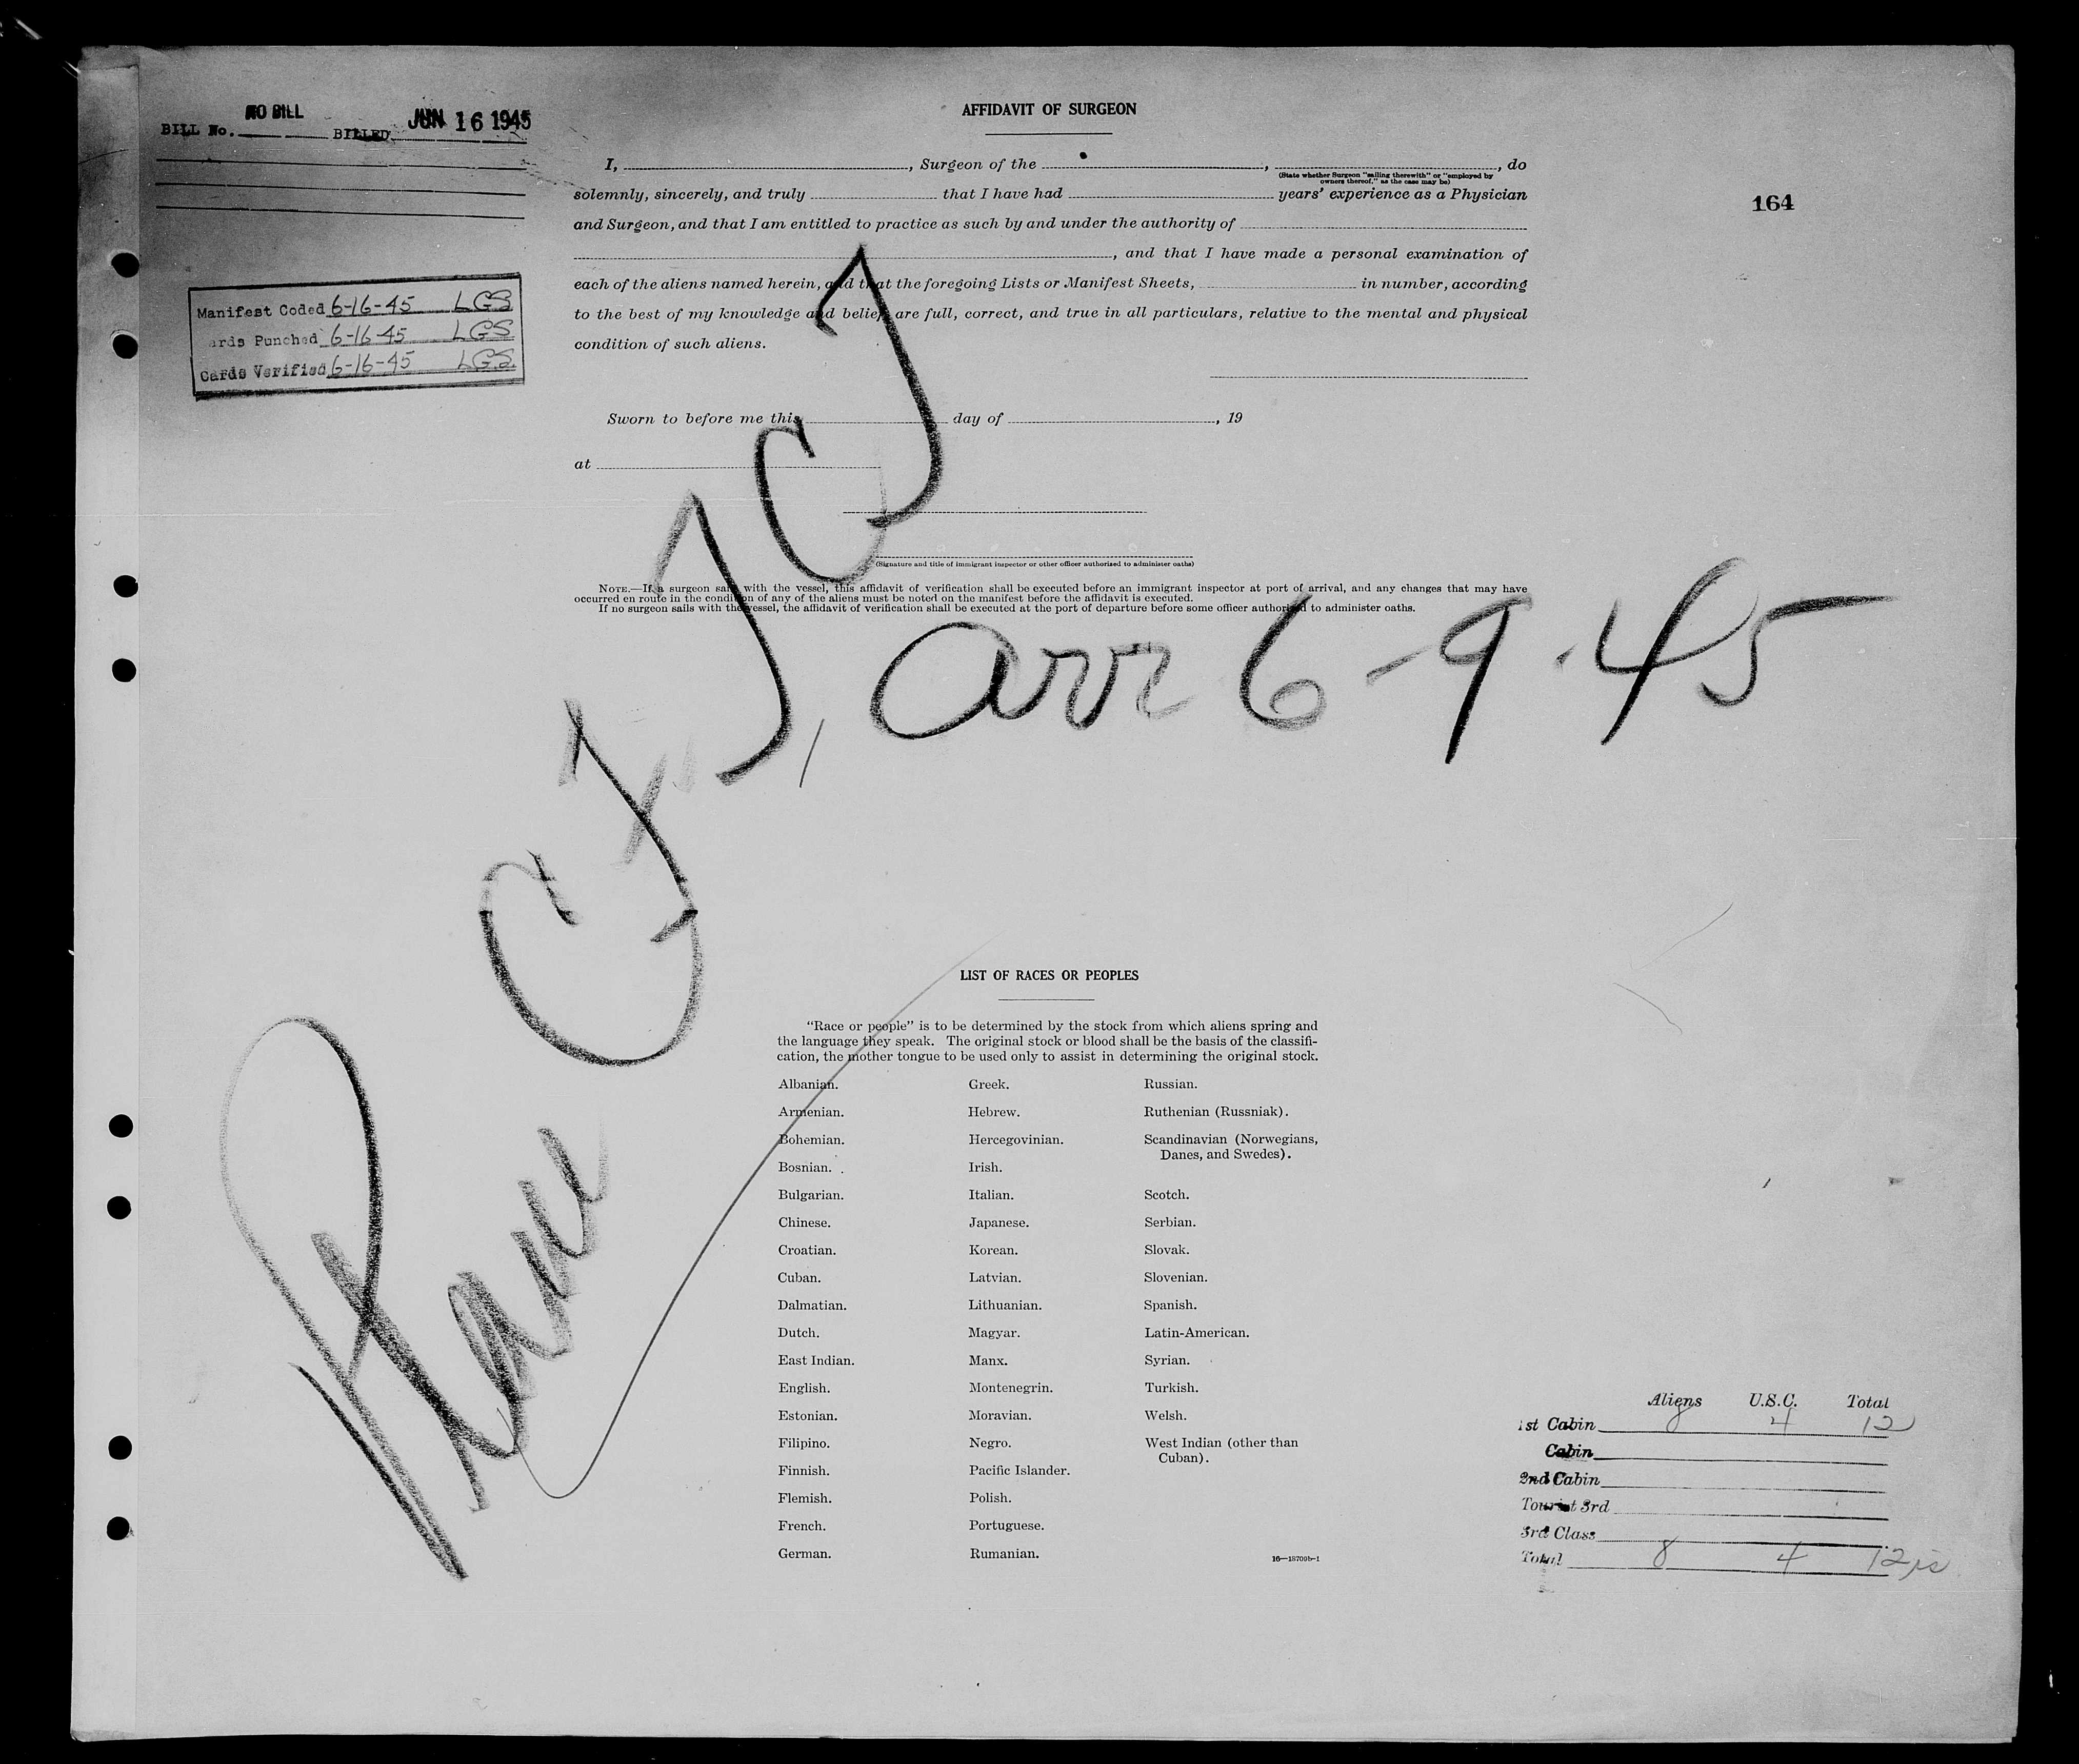 NO BILL
BILL No. BILLED JUN 16 1945
Manifest Coded 6-16-45 LGS
ards Punched 6-16-45 LGS
Cards Verified 6-16-45 LGS.
164
AFFIDAVIT OF SURGEON
I, , Surgeon of the , , do
(State whether Surgeon "sailing therewith" or "employed by
owners thereof," as the case may be)
solemnly, sincerely, and truly that I have had years' experience as a Physician
and Surgeon, and that I am entitled to practice as such by and under the authority of
, and that I have made a personal examination of
each of the aliens named herein, and that the foregoing Lists or Manifest Sheets, in number, according
to the best of my knowledge and belief, are full, correct, and true in all particulars, relative to the mental and physical
condition of such aliens.
Sworn to before me this day of , 19
at
(Signature and title of immigrant inspector or other officer authorized to administer oaths)
NOTE.—If a surgeon sails with the vessel, this affidavit of verification shall be executed before an immigrant inspector at port of arrival, and any changes that may have
occurred en route in the condition of any of the aliens must be noted on the manifest before the affidavit is executed.
If no surgeon sails with the vessel, the affidavit of verification shall be executed at the port of departure before some officer authorized to administer oaths.
Plane
arr 6-9-45
LIST OF RACES OR PEOPLES
"Race or people" is to be determined by the stock from which aliens spring and
the language they speak. The original stock or blood shall be the basis of the classifi-
cation, the mother tongue to be used only to assist in determining the original stock.
Albanian.
Armenian.
Bohemian.
Bosnian.
Bulgarian.
Chinese.
Croatian.
Cuban.
Dalmatian.
Dutch.
East Indian.
English.
Estonian.
Filipino.
Finnish.
Flemish.
French.
German.
Greek.
Hebrew.
Hercegovinian.
Irish.
Italian.
Japanese.
Korean.
Latvian.
Lithuanian.
Magyar.
Manx.
Montenegrin.
Moravian.
Negro.
Pacific Islander.
Polish.
Portuguese.
Rumanian.
Russian.
Ruthenian (Russniak).
Scandinavian (Norwegians,
Danes, and Swedes).
Scotch.
Serbian.
Slovak.
Slovenian.
Spanish.
Latin-American.
Syrian.
Turkish.
Welsh.
West Indian (other than
Cuban).
16—18709b-1
Aliens U.S.C. Total
1st Cabin 8 4 12
Cabin
2nd Cabin
Tourist 3rd
3rd Class
Total 8 4 12